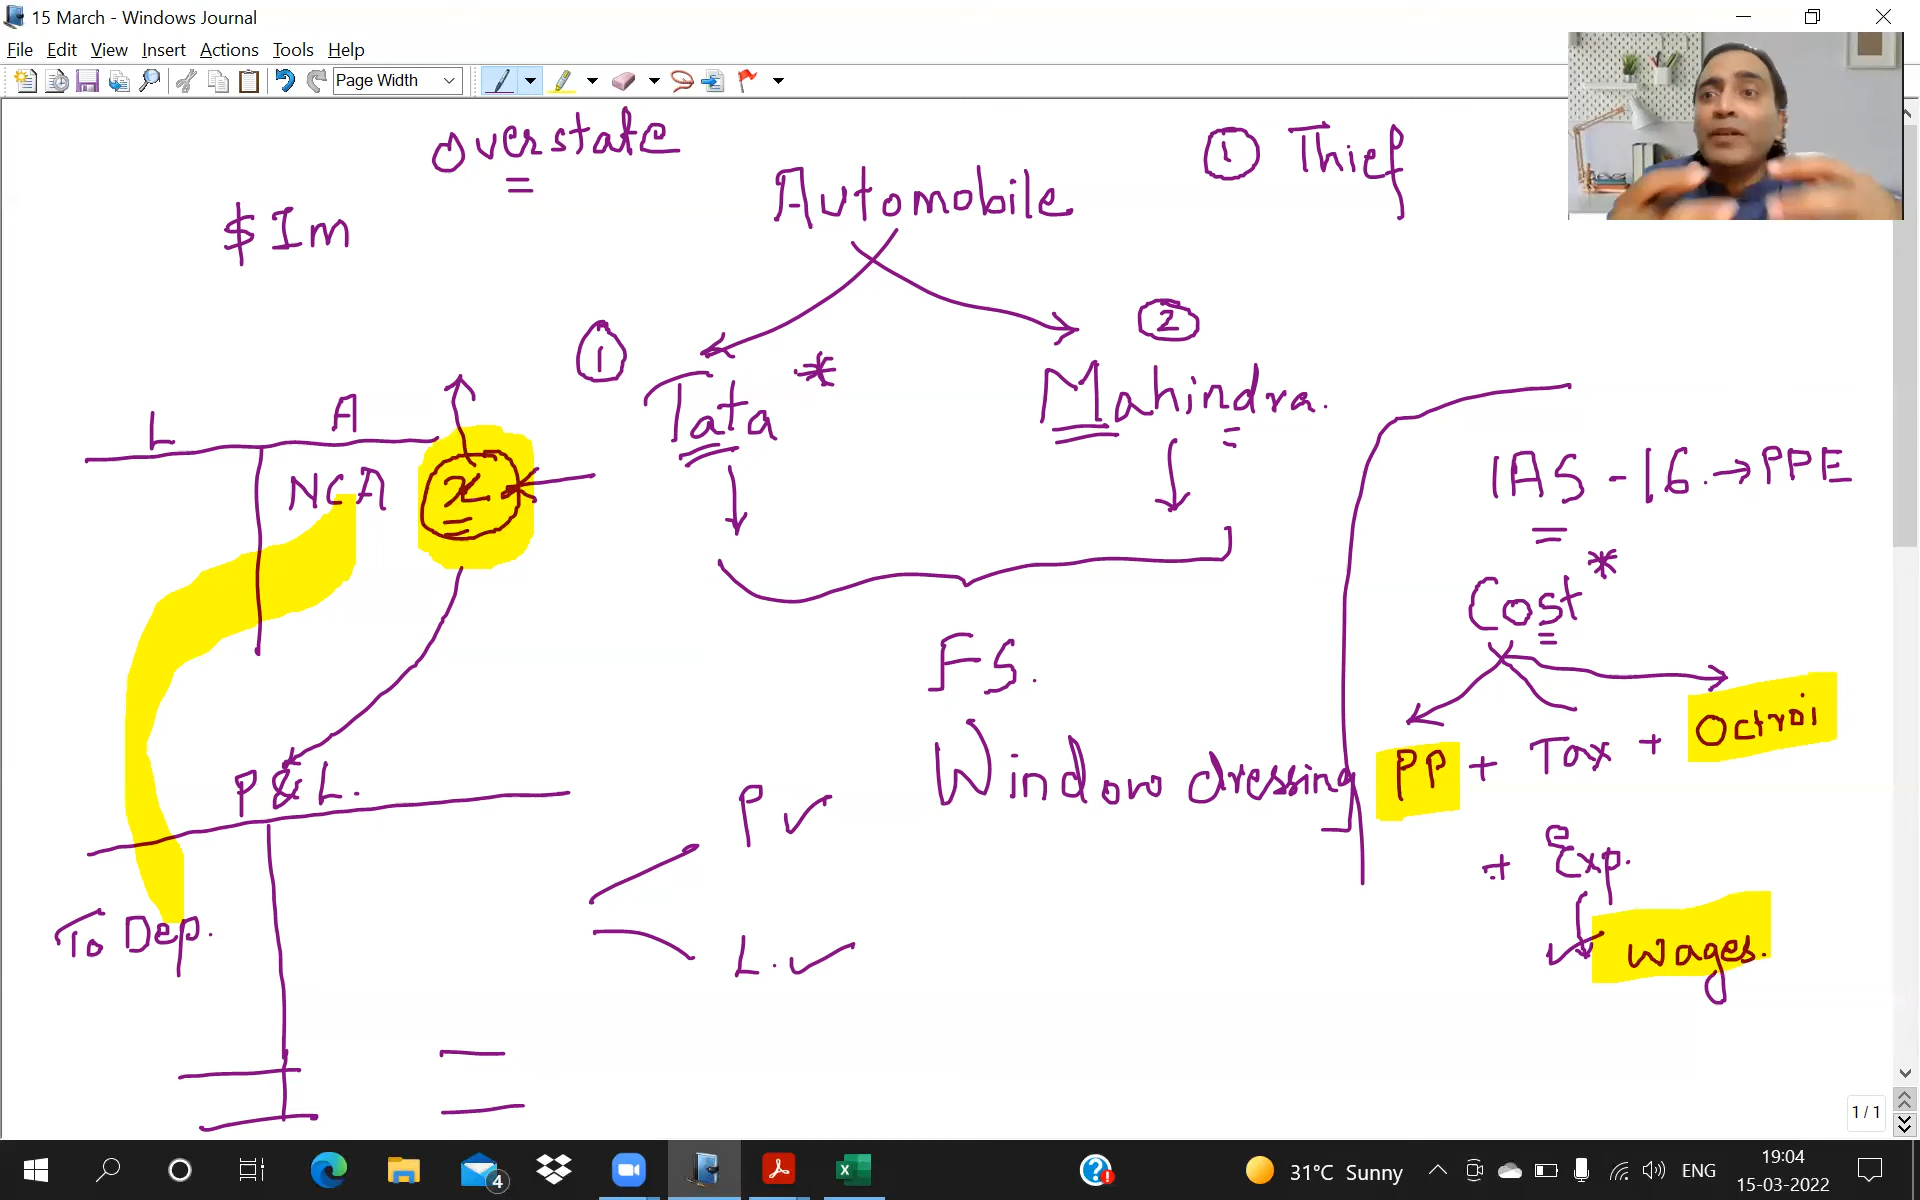 15 March - Windows Journal
File Edit View Insert Actions Tools Help
Page Width
Overstate
① Thief
Automobile
$ 1m
②
①
Tata *
Mahindra.
L A
NCA x
IAS - 16. → PPE
Cost *
FS.
Octroi
PP + Tax +
Window dressing
P & L.
P ✓
+ Exp.
To Dep.
L. ✓
✓ wages.
1 / 1
4
31°C Sunny
ENG
19:04
15-03-2022